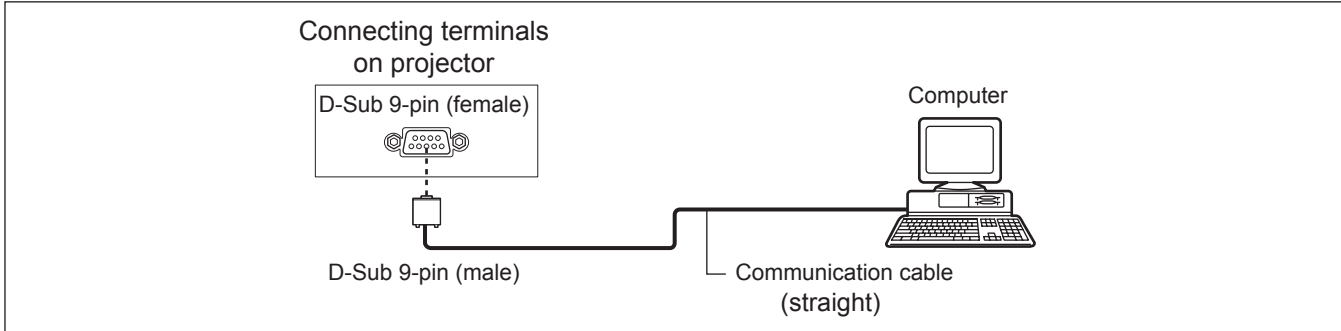 Connecting terminals
on projector
D-Sub 9-pin (female)
Computer
D-Sub 9-pin (male)
Communication cable
(straight)